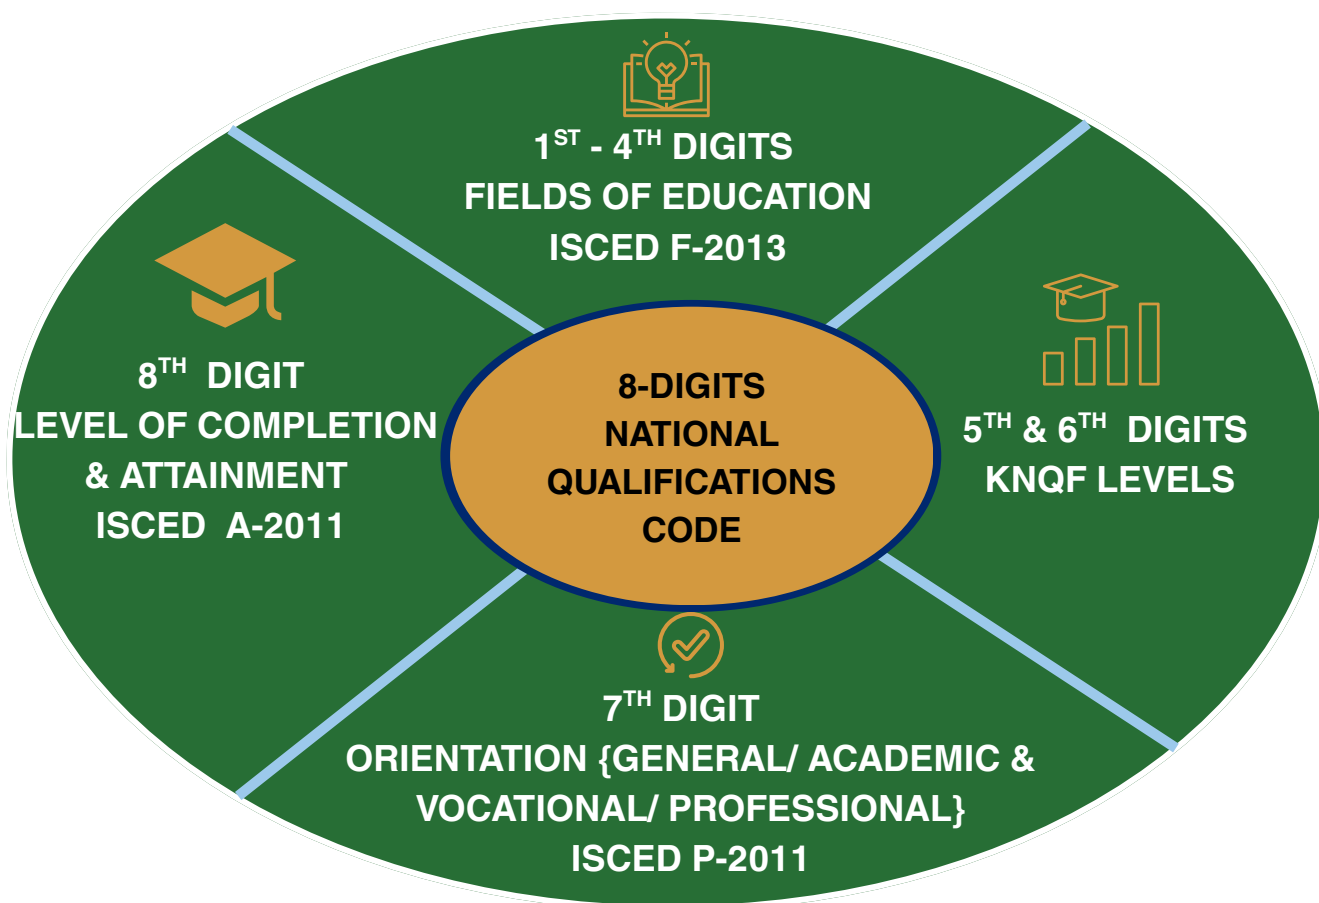 1ST - 4TH DIGITS
FIELDS OF EDUCATION
ISCED F-2013
8TH DIGIT
LEVEL OF COMPLETION
& ATTAINMENT
ISCED A-2011
8-DIGITS
NATIONAL
QUALIFICATIONS
CODE
5TH & 6TH DIGITS
KNQF LEVELS
7TH DIGIT
ORIENTATION {GENERAL/ ACADEMIC &
VOCATIONAL/ PROFESSIONAL}
ISCED P-2011